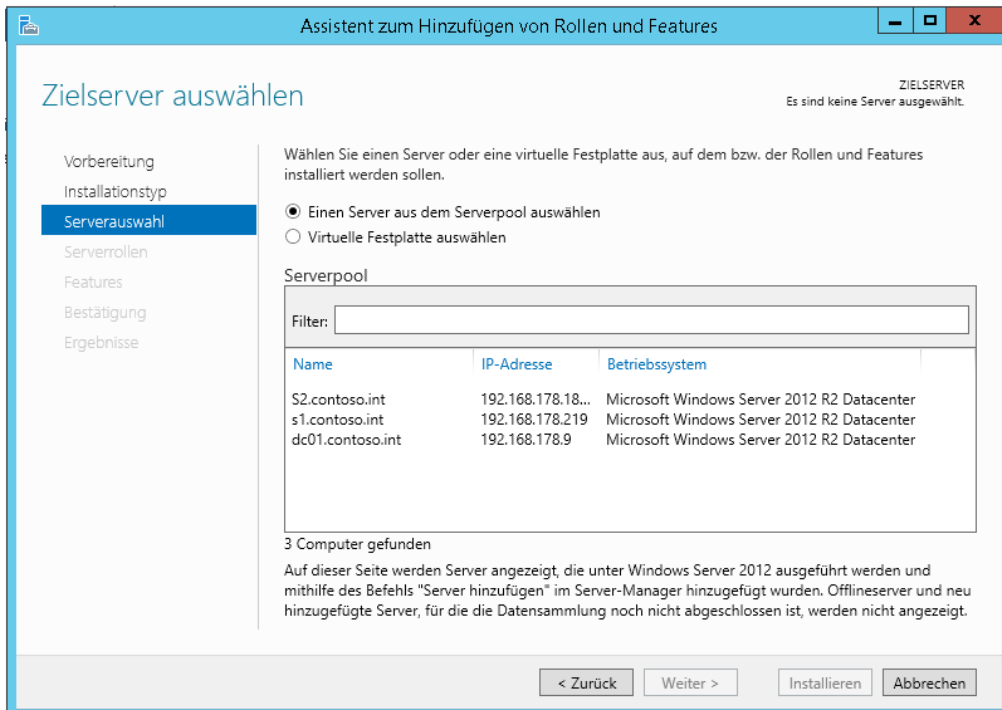 Assistent zum Hinzufügen von Rollen und Features
Zielserver auswählen
ZIELSERVER
Es sind keine Server ausgewählt.
Vorbereitung
Installationstyp
Serverauswahl
Serverrollen
Features
Bestätigung
Ergebnisse
Wählen Sie einen Server oder eine virtuelle Festplatte aus, auf dem bzw. der Rollen und Features
installiert werden sollen.
Einen Server aus dem Serverpool auswählen
Virtuelle Festplatte auswählen
Serverpool
Filter:
Name IP-Adresse Betriebssystem
S2.contoso.int 192.168.178.18... Microsoft Windows Server 2012 R2 Datacenter
s1.contoso.int 192.168.178.219 Microsoft Windows Server 2012 R2 Datacenter
dc01.contoso.int 192.168.178.9 Microsoft Windows Server 2012 R2 Datacenter
3 Computer gefunden
Auf dieser Seite werden Server angezeigt, die unter Windows Server 2012 ausgeführt werden und
mithilfe des Befehls "Server hinzufügen" im Server-Manager hinzugefügt wurden. Offlineserver und neu
hinzugefügte Server, für die die Datensammlung noch nicht abgeschlossen ist, werden nicht angezeigt.
< Zurück Weiter > Installieren Abbrechen